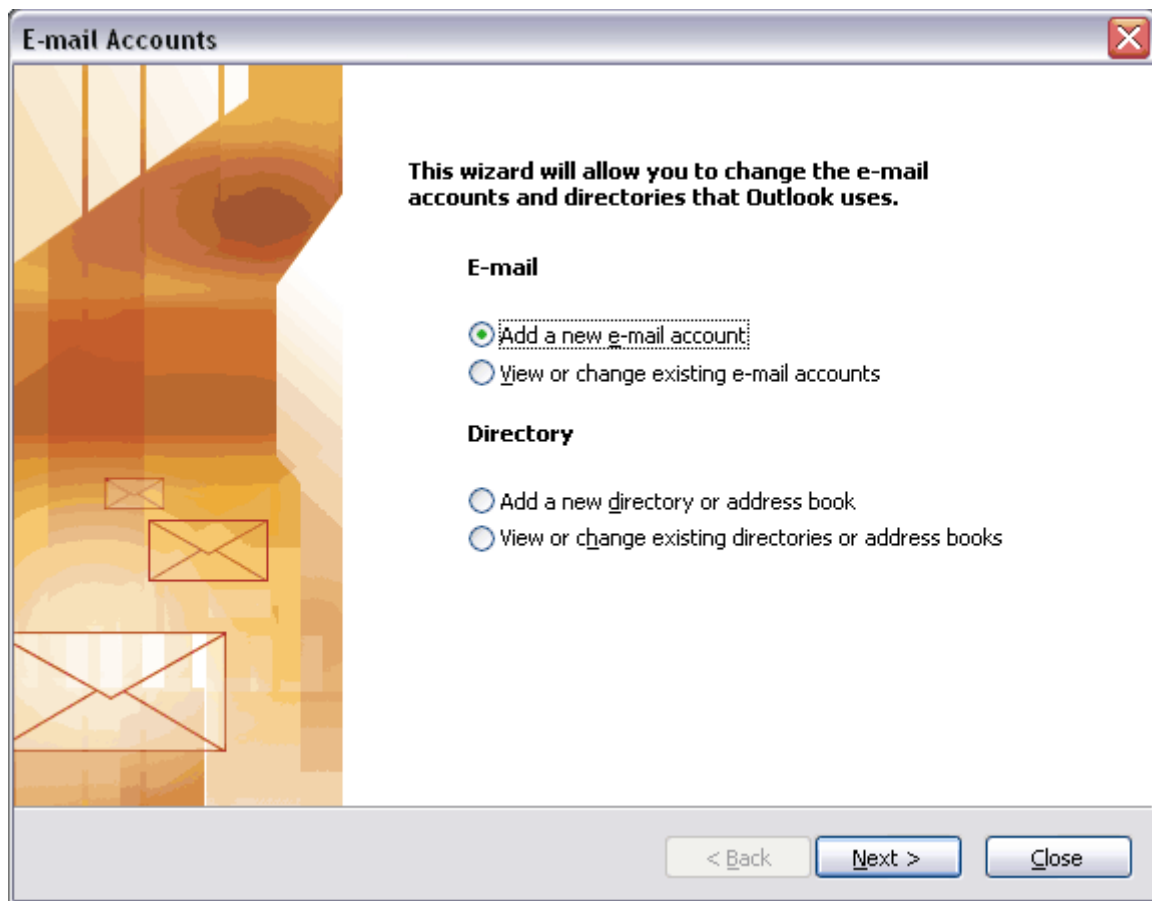 E-mail Accounts
This wizard will allow you to change the e-mail
accounts and directories that Outlook uses.
E-mail
Add a new e-mail account
View or change existing e-mail accounts
Directory
Add a new directory or address book
View or change existing directories or address books
< Back Next > Close